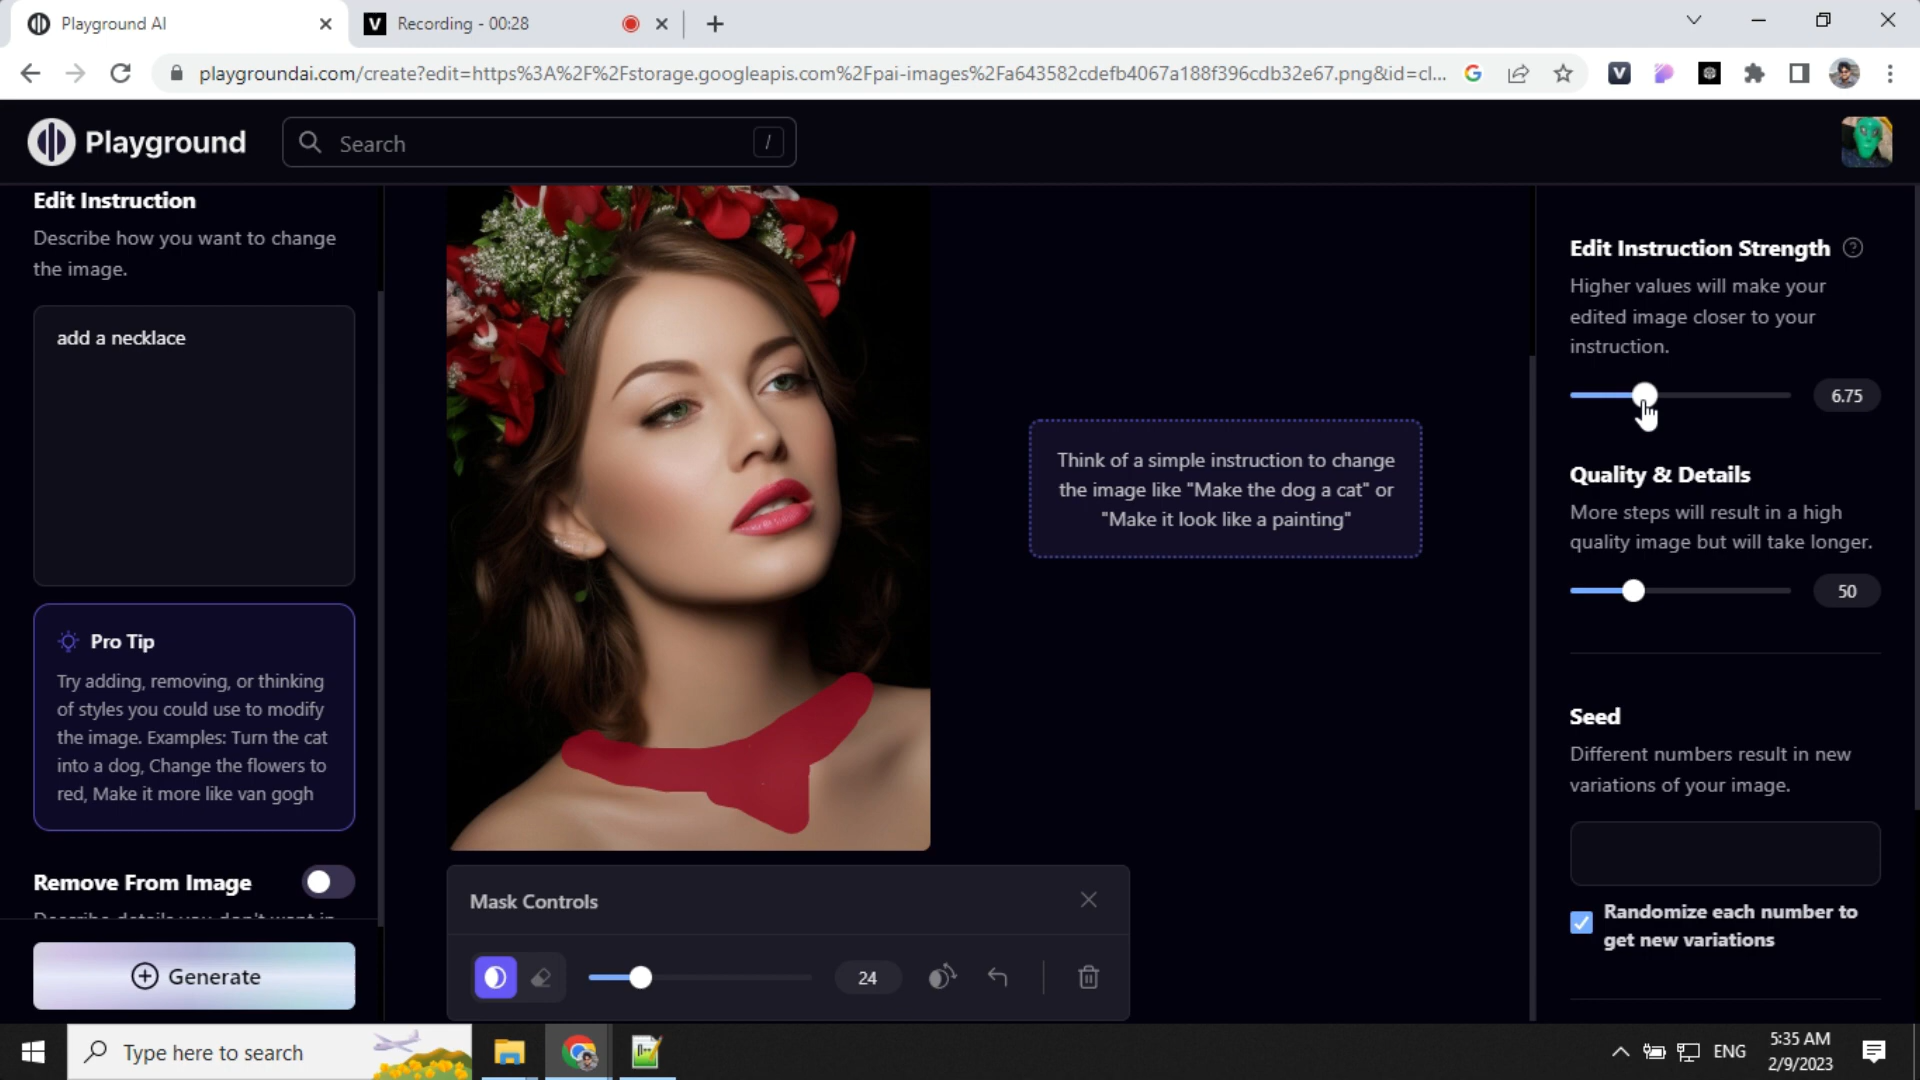 Playground AI
Recording - 00:28
playgroundai.com/create?edit=https%3A%2F%2Fstorage.googleapis.com%2Fpai-images%2Fa643582cdefb4067a188f396cdb32e67.png&id=cl...
Playground
Search
/
Edit Instruction
Describe how you want to change
the image.
add a necklace
Pro Tip
Try adding, removing, or thinking
of styles you could use to modify
the image. Examples: Turn the cat
into a dog, Change the flowers to
red, Make it more like van gogh
Remove From Image
Describe details you don't want in
Generate
Think of a simple instruction to change
the image like "Make the dog a cat" or
"Make it look like a painting"
Mask Controls
24
Edit Instruction Strength
Higher values will make your
edited image closer to your
instruction.
6.75
Quality & Details
More steps will result in a high
quality image but will take longer.
50
Seed
Different numbers result in new
variations of your image.
Randomize each number to
get new variations
Type here to search
ENG
5:35 AM
2/9/2023